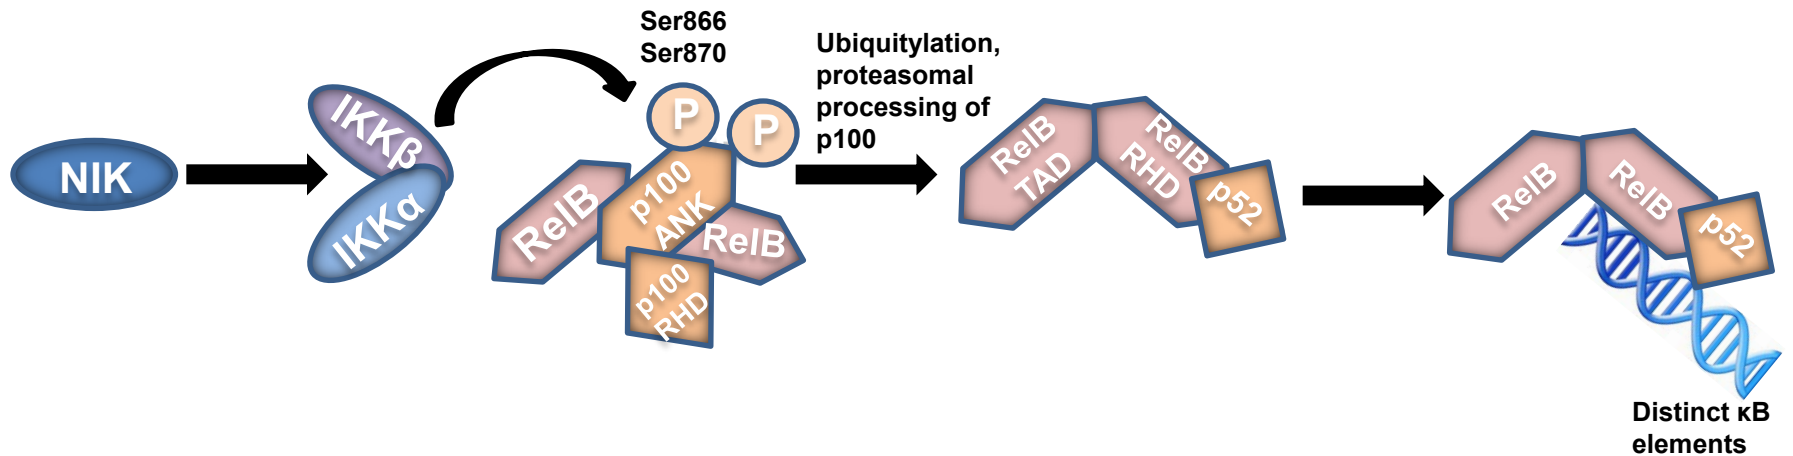 NIK
IKKβ
IKKα
Ser866
Ser870
P
P
RelB
p100
ANK
RelB
p100
RHD
Ubiquitylation,
proteasomal
processing of
p100
RelB
TAD
RelB
RHD
p52
RelB
RelB
p52
Distinct κB
elements